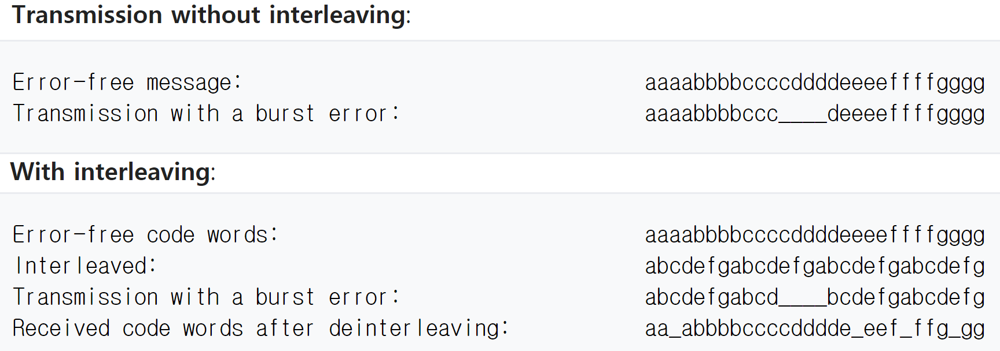 Transmission without interleaving:
Error-free message: aaaabbbbccccddddeeeeffffgggg
Transmission with a burst error: aaaabbbbccc____deeeeffffgggg
With interleaving:
Error-free code words: aaaabbbbccccddddeeeeffffgggg
Interleaved: abcdefgabcdefgabcdefgabcdefg
Transmission with a burst error: abcdefgabcd____bcdefgabcdefg
Received code words after deinterleaving: aa_abbbbccccdddde_eef_ffg_gg